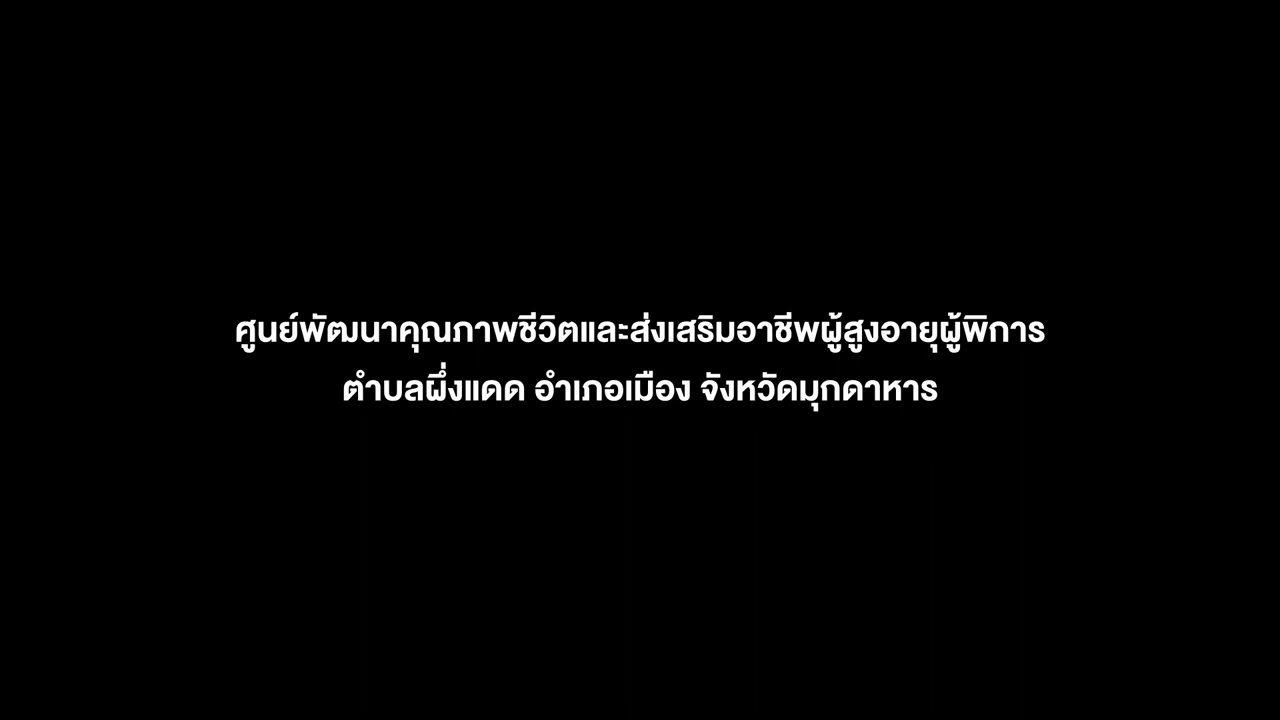 ศูนย์พัฒนาคุณภาพชีวิตและส่งเสริมอาชีพผู้สูงอายุผู้พิการ
ตำบลผึ่งแดด อำเภอเมือง จังหวัดมุกดาหาร